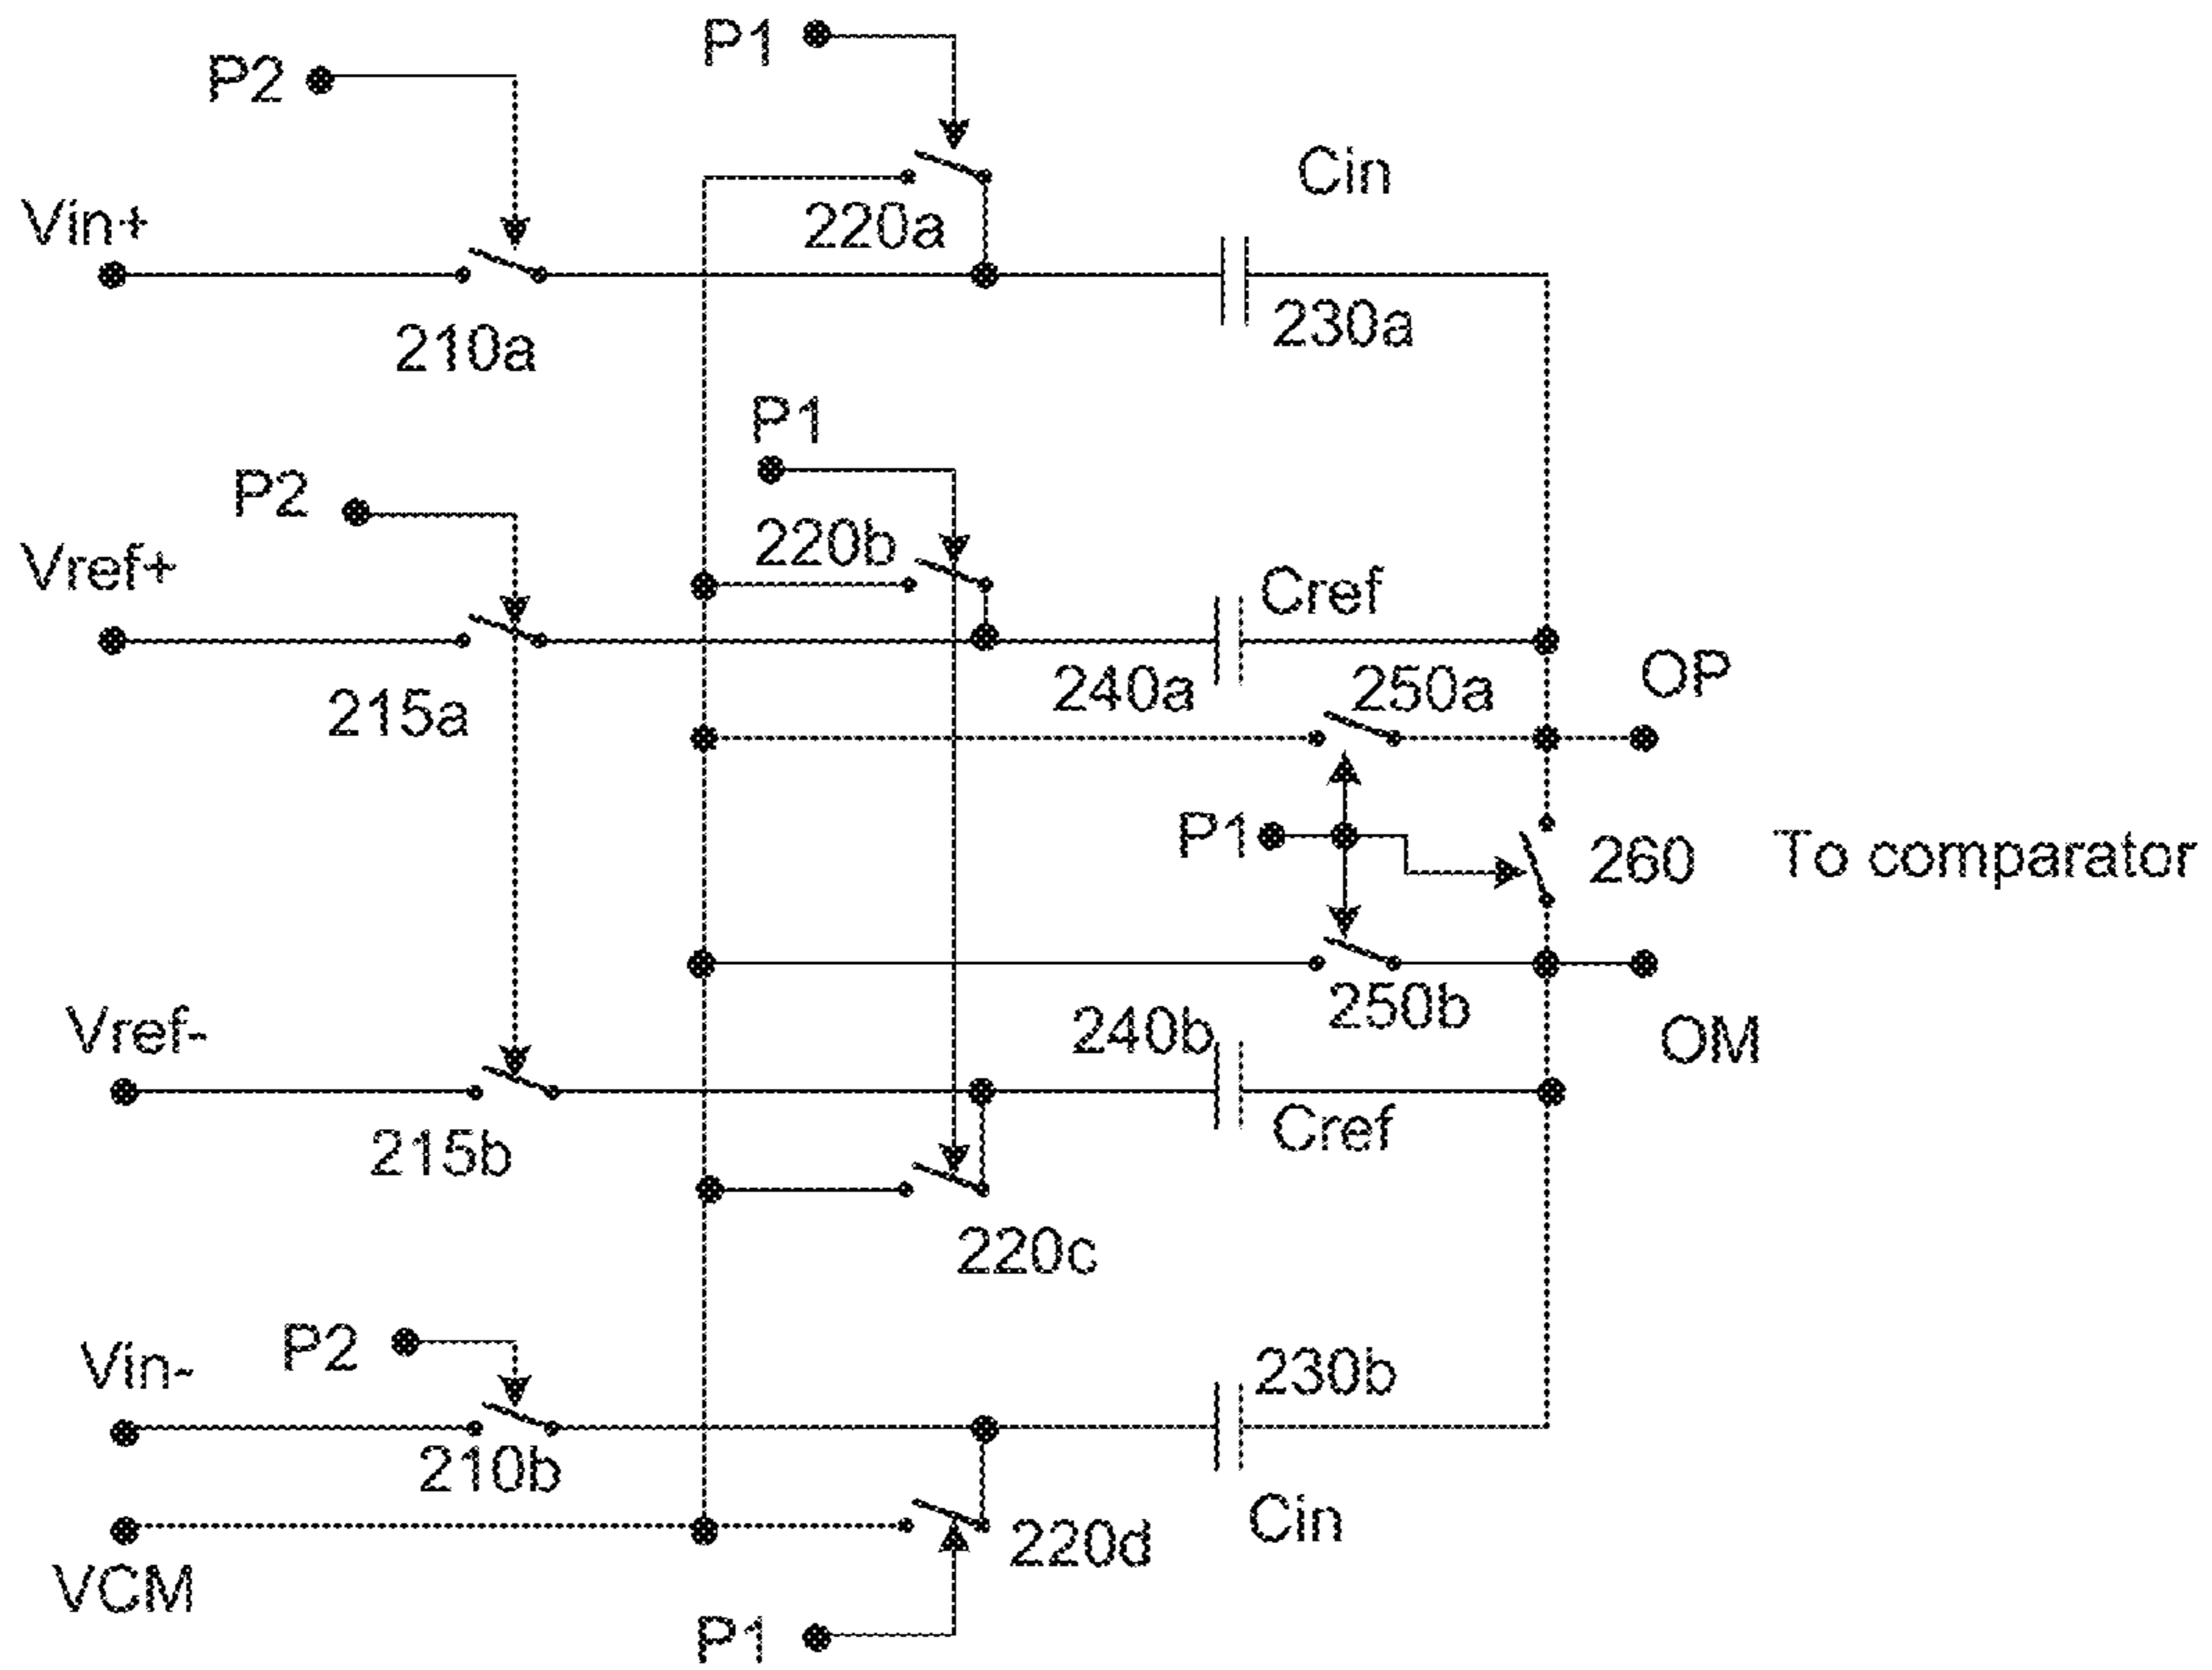 P1
P2
Cin
Vin+
220a
230a
210a
P1
P2
220b
Vref+
Cref
240a
250a
OP
215a
P1
260
To comparator
250b
Vref-
240b
OM
Cref
215b
220c
P2
Vin-
230b
210b
Cin
220d
VCM
P1